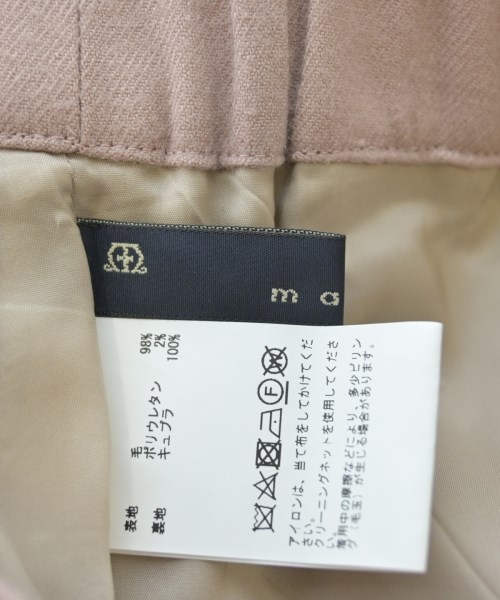 m a
表地 毛 98%
ポリウレタン 2%
裏地 キュプラ 100%
F W
アイロンは、当て布をしてかけてくだ
さい。
クリーニングネットを使用してくださ
い。
着用中の摩擦などにより、多少ピリン
グ(毛玉)が生じる場合があります。